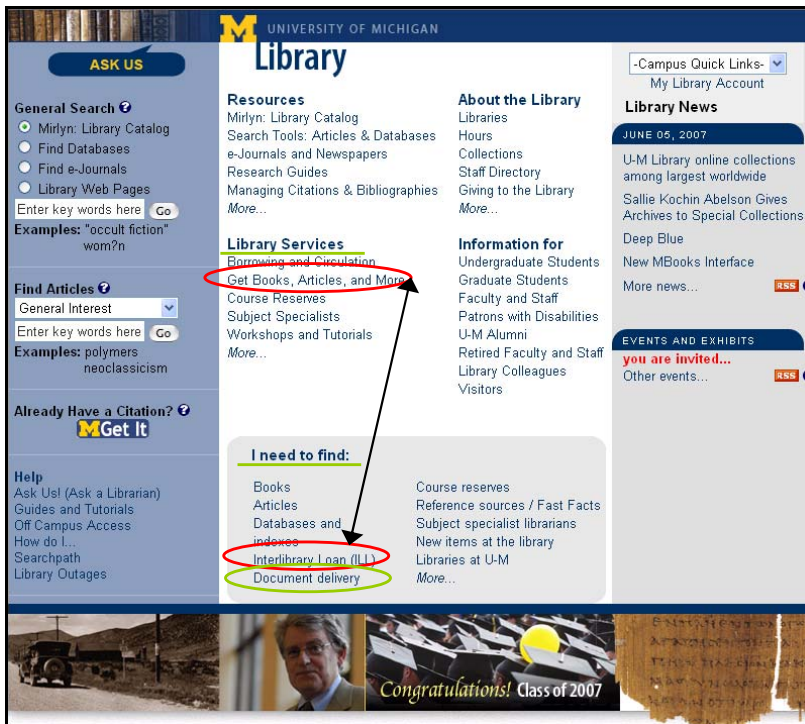 M UNIVERSITY OF MICHIGAN
Library
ASK US
General Search
Mirlyn: Library Catalog
Find Databases
Find e-Journals
Library Web Pages
Enter key words here Go
Examples: "occult fiction"
wom?n
Find Articles
General Interest
Enter key words here Go
Examples: polymers
neoclassicism
Already Have a Citation?
MGet It
Help
Ask Us! (Ask a Librarian)
Guides and Tutorials
Off Campus Access
How do I...
Searchpath
Library Outages
Resources
Mirlyn: Library Catalog
Search Tools: Articles & Databases
e-Journals and Newspapers
Research Guides
Managing Citations & Bibliographies
More...
About the Library
Libraries
Hours
Collections
Staff Directory
Giving to the Library
More...
Library Services
Borrowing and Circulation
Get Books, Articles, and More
Course Reserves
Subject Specialists
Workshops and Tutorials
More...
Information for
Undergraduate Students
Graduate Students
Faculty and Staff
Patrons with Disabilities
U-M Alumni
Retired Faculty and Staff
Library Colleagues
Visitors
I need to find:
Books
Articles
Databases and
indexes
Interlibrary Loan (ILL)
Document delivery
Course reserves
Reference sources / Fast Facts
Subject specialist librarians
New items at the library
Libraries at U-M
More...
-Campus Quick Links-
My Library Account
Library News
JUNE 05, 2007
U-M Library online collections
among largest worldwide
Sallie Kochin Abelson Gives
Archives to Special Collections
Deep Blue
New MBooks Interface
More news... RSS
EVENTS AND EXHIBITS
you are invited...
Other events... RSS
Congratulations! Class of 2007